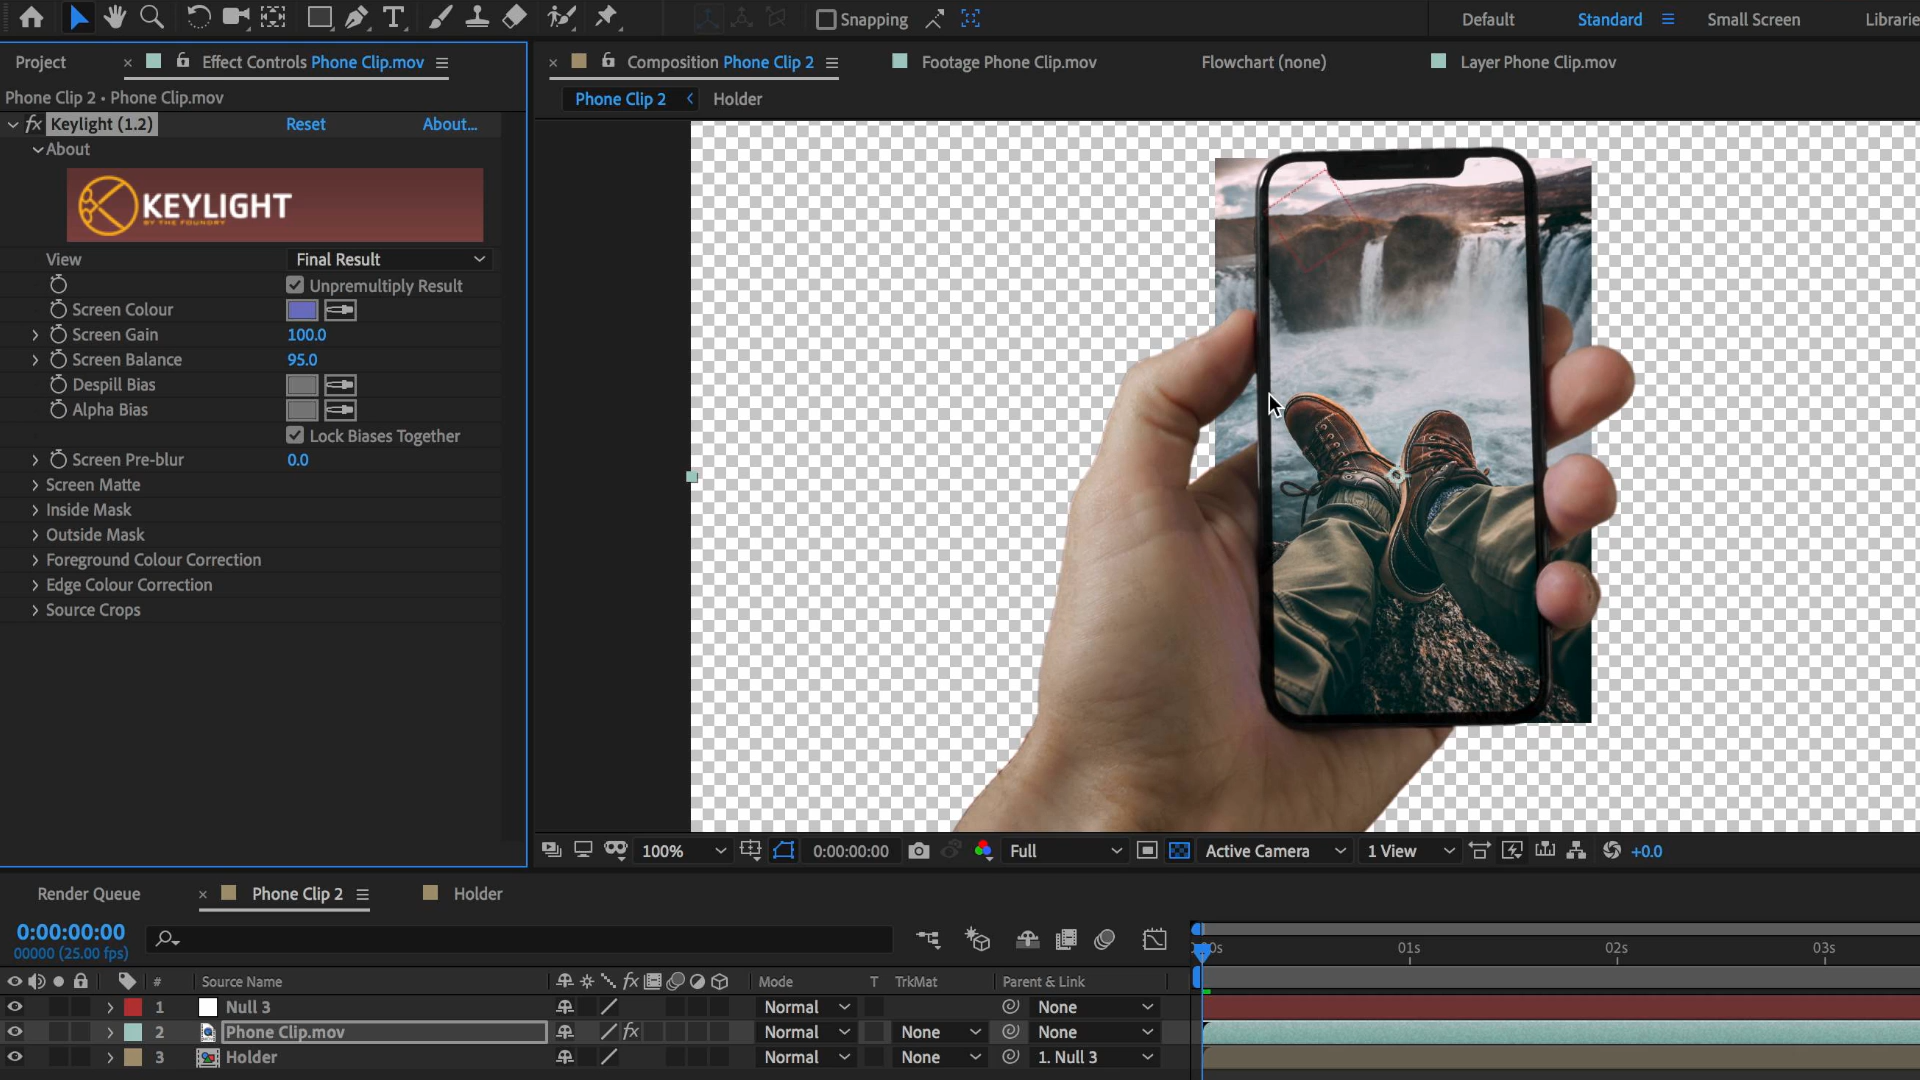 Snapping
Default
Standard
Small Screen
Librarie
Project
Effect Controls Phone Clip.mov
Composition Phone Clip 2
Footage Phone Clip.mov
Flowchart (none)
Layer Phone Clip.mov
Phone Clip 2 • Phone Clip.mov
Phone Clip 2
Holder
fx Keylight (1.2)
Reset
About...
About
KEYLIGHT
BY THE FOUNDRY
View
Final Result
Unpremultiply Result
Screen Colour
Screen Gain
100.0
Screen Balance
95.0
Despill Bias
Alpha Bias
Lock Biases Together
Screen Pre-blur
0.0
Screen Matte
Inside Mask
Outside Mask
Foreground Colour Correction
Edge Colour Correction
Source Crops
100%
0:00:00:00
Full
Active Camera
1 View
+0.0
Render Queue
Phone Clip 2
Holder
0:00:00:00
00000 (25.00 fps)
00s
01s
02s
03s
#
Source Name
fx
Mode
T
TrkMat
Parent & Link
1
Null 3
Normal
None
2
Phone Clip.mov
fx
Normal
None
None
3
Holder
Normal
None
1. Null 3